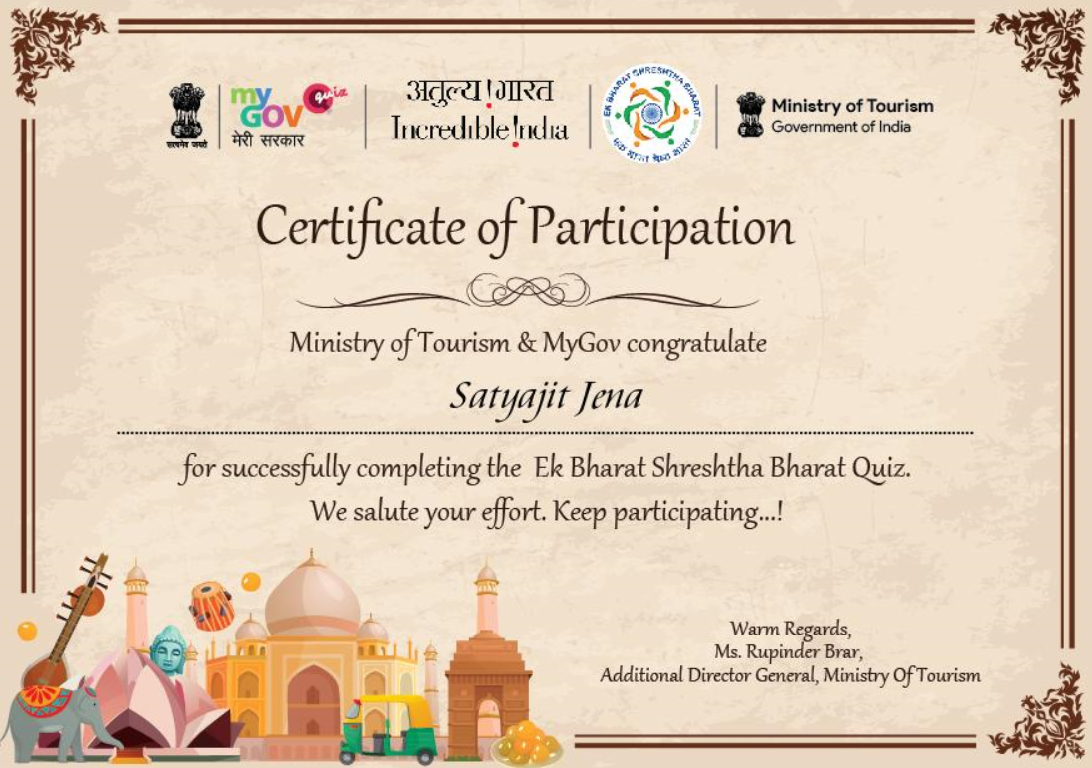 सत्यमेव जयते
my
GOV
quiz
मेरी सरकार
अतुल्य!भारत
Incredible!ndia
EK BHARAT SHRESHTHA BHARAT
एक भारत श्रेष्ठ भारत
Ministry of Tourism
Government of India
Certificate of Participation
Ministry of Tourism & MyGov congratulate
Satyajit Jena
for successfully completing the Ek Bharat Shreshtha Bharat Quiz.
We salute your effort. Keep participating...!
Warm Regards,
Ms. Rupinder Brar,
Additional Director General, Ministry Of Tourism